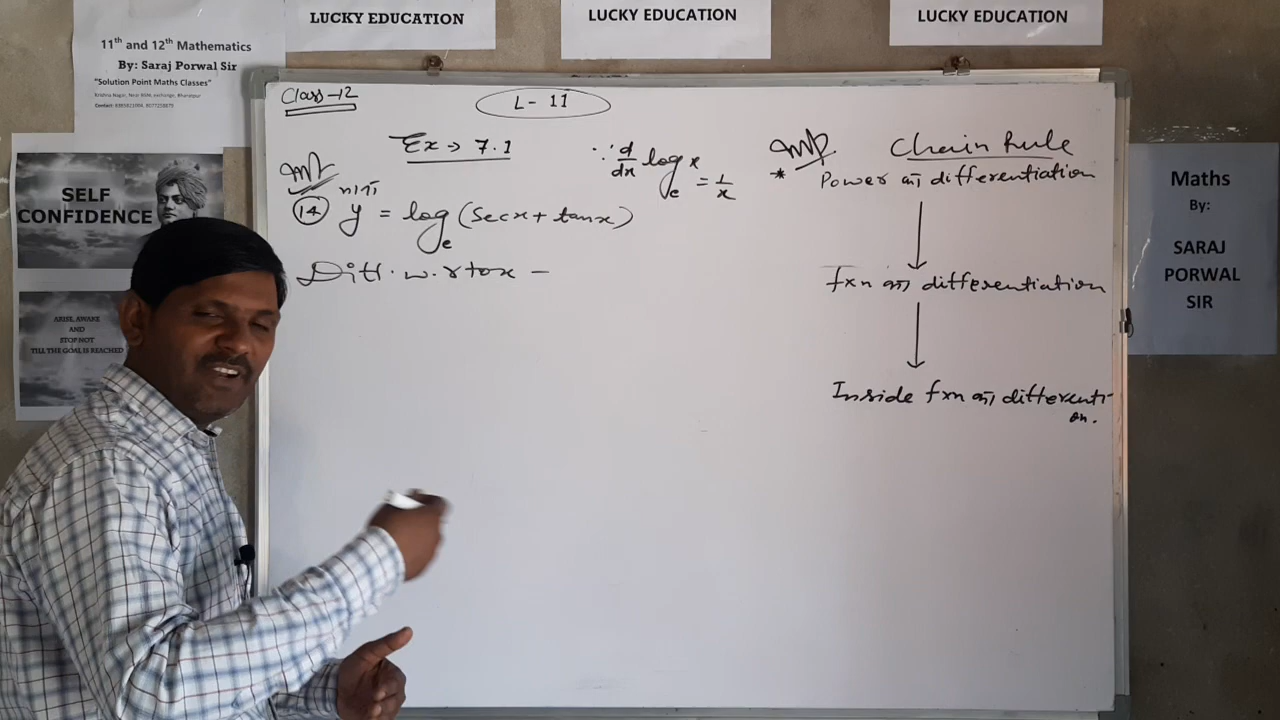 LUCKY EDUCATION
LUCKY EDUCATION
LUCKY EDUCATION
11th and 12th Mathematics
By: Saraj Porwal Sir
"Solution Point Maths Classes"
SELF
CONFIDENCE
ARISE, AWAKE
AND
STOP NOT
TILL THE GOAL IS REACHED
Class-12
L - 11
Ex → 7.1
∵ d/dx logₑx = 1/x
Imp
माना
(14) y = logₑ(secx + tanx)
Diff. w.r to x –
Imp
Chain Rule
* Power का differentiation
fxn का differentiation
Inside fxn का differenti-
on.
Maths
By:
SARAJ
PORWAL
SIR